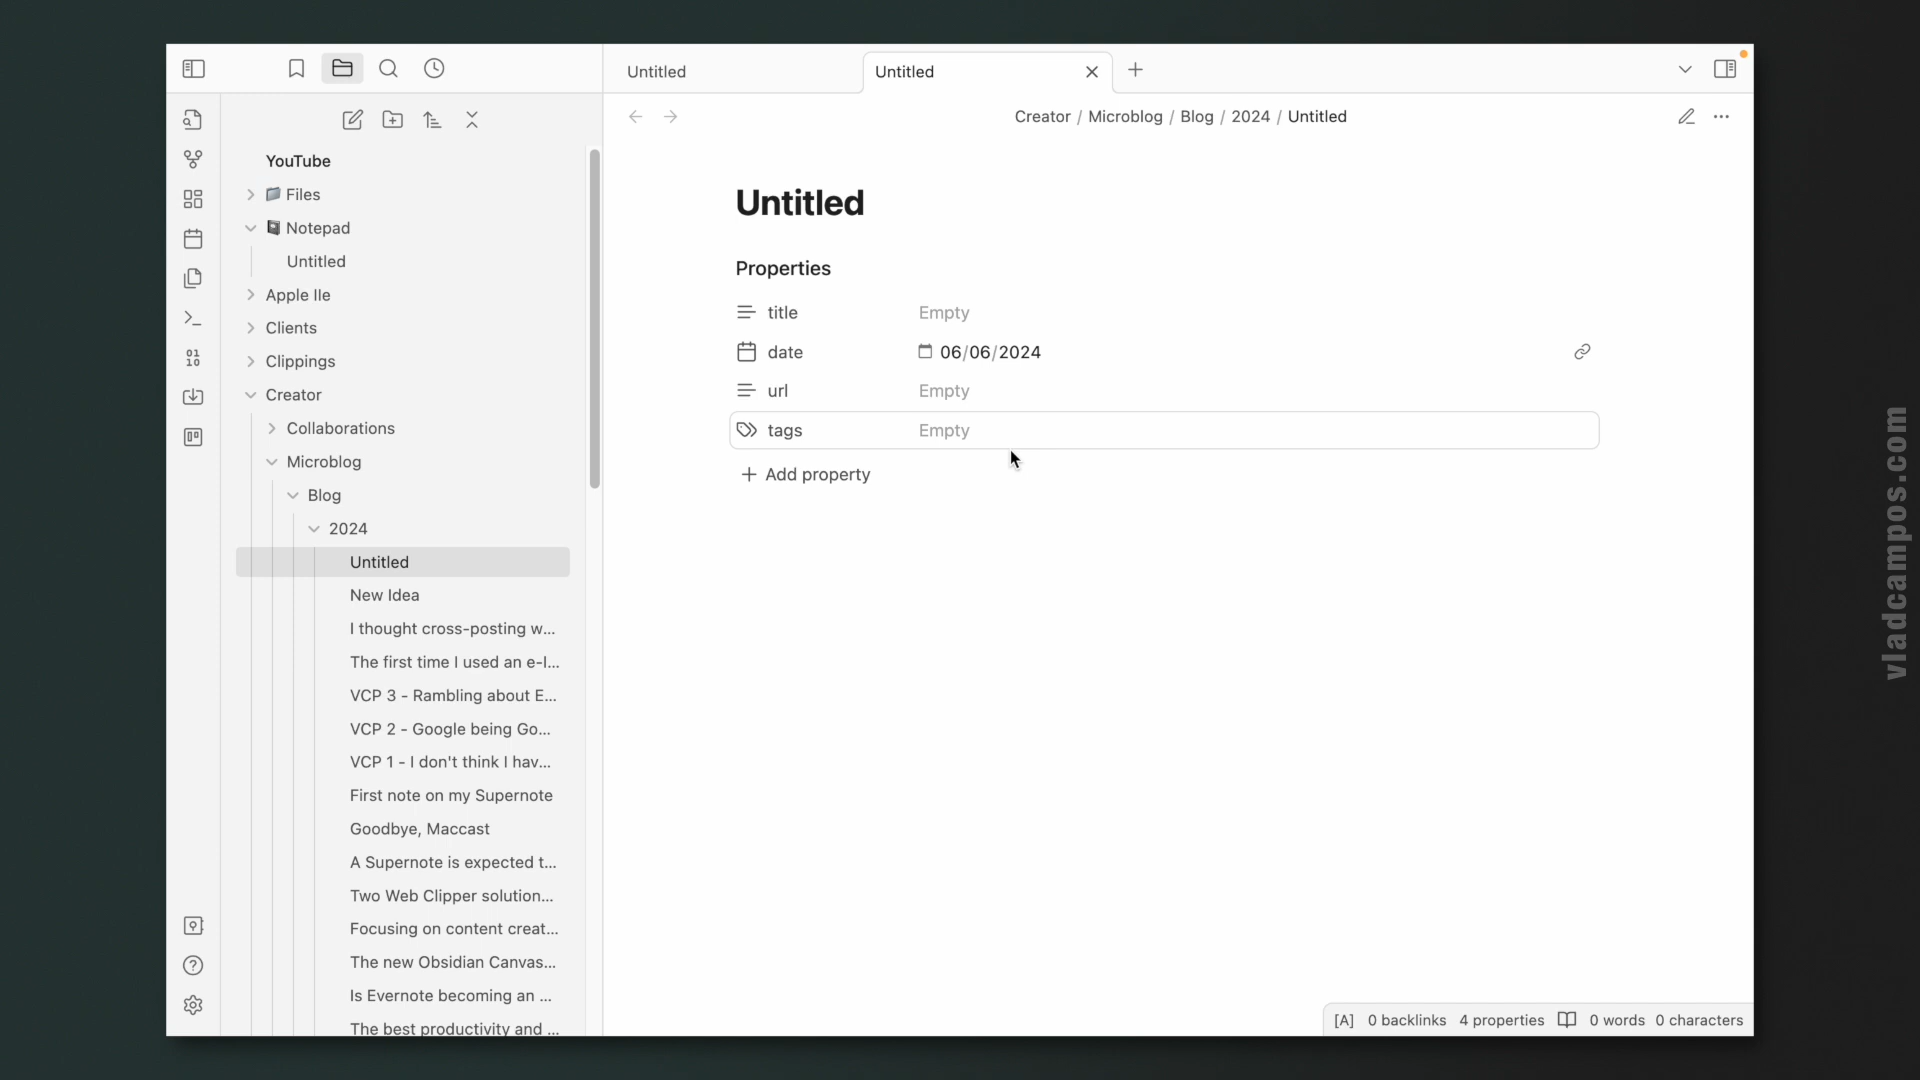 Untitled
Untitled
Creator / Microblog / Blog / 2024 / Untitled
YouTube
Files
Notepad
Untitled
Apple IIe
Clients
Clippings
Creator
Collaborations
Microblog
Blog
2024
Untitled
New Idea
I thought cross-posting w...
The first time I used an e-I...
VCP 3 - Rambling about E...
VCP 2 - Google being Go...
VCP 1 - I don't think I hav...
First note on my Supernote
Goodbye, Maccast
A Supernote is expected t...
Two Web Clipper solution...
Focusing on content creat...
The new Obsidian Canvas...
Is Evernote becoming an ...
The best productivity and ...
Untitled
Properties
title Empty
date 06/06/2024
url Empty
tags Empty
+ Add property
[A] 0 backlinks 4 properties 0 words 0 characters
vladcampos.com